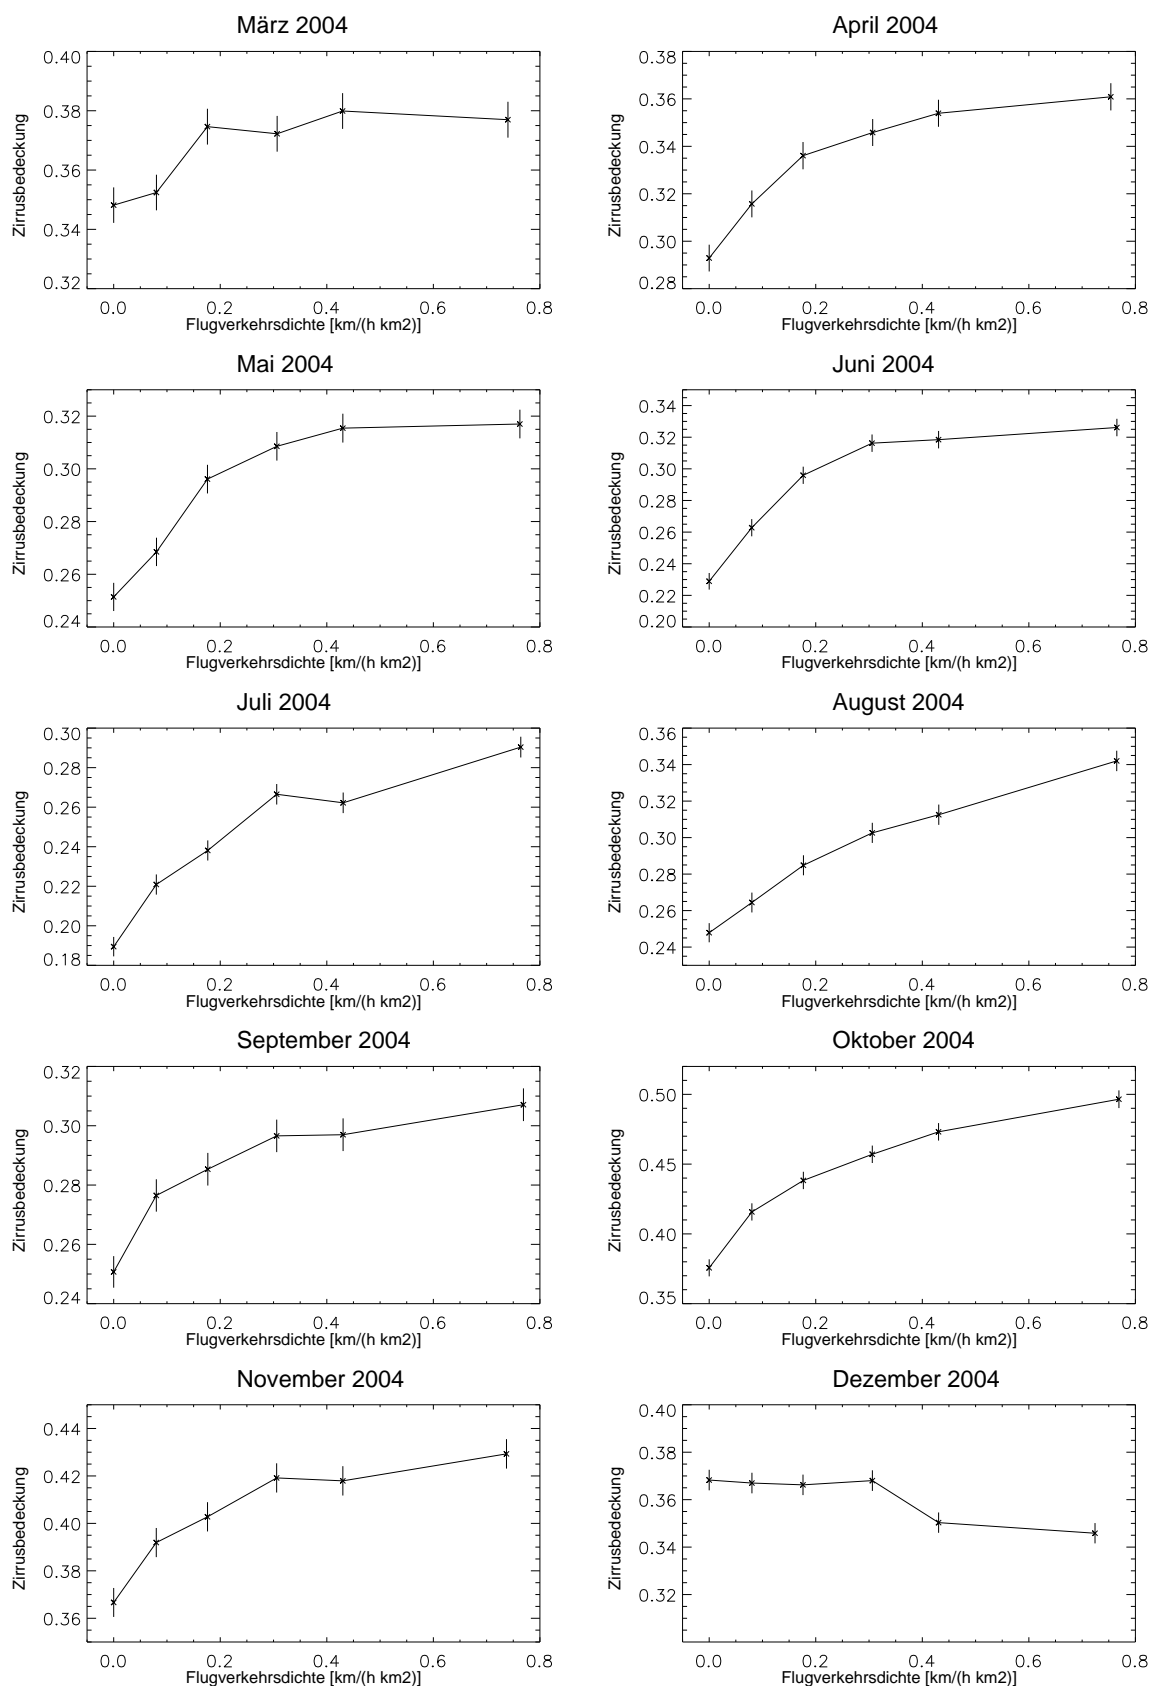 März 2004
0.40
0.38
0.36
0.34
0.32
Zirrusbedeckung
0.0 0.2 0.4 0.6 0.8
Flugverkehrsdichte [km/(h km2)]
April 2004
0.38
0.36
0.34
0.32
0.30
0.28
Zirrusbedeckung
0.0 0.2 0.4 0.6 0.8
Flugverkehrsdichte [km/(h km2)]
Mai 2004
0.32
0.30
0.28
0.26
0.24
Zirrusbedeckung
0.0 0.2 0.4 0.6 0.8
Flugverkehrsdichte [km/(h km2)]
Juni 2004
0.34
0.32
0.30
0.28
0.26
0.24
0.22
0.20
Zirrusbedeckung
0.0 0.2 0.4 0.6 0.8
Flugverkehrsdichte [km/(h km2)]
Juli 2004
0.30
0.28
0.26
0.24
0.22
0.20
0.18
Zirrusbedeckung
0.0 0.2 0.4 0.6 0.8
Flugverkehrsdichte [km/(h km2)]
August 2004
0.36
0.34
0.32
0.30
0.28
0.26
0.24
Zirrusbedeckung
0.0 0.2 0.4 0.6 0.8
Flugverkehrsdichte [km/(h km2)]
September 2004
0.32
0.30
0.28
0.26
0.24
Zirrusbedeckung
0.0 0.2 0.4 0.6 0.8
Flugverkehrsdichte [km/(h km2)]
Oktober 2004
0.50
0.45
0.40
0.35
Zirrusbedeckung
0.0 0.2 0.4 0.6 0.8
Flugverkehrsdichte [km/(h km2)]
November 2004
0.44
0.42
0.40
0.38
0.36
Zirrusbedeckung
0.0 0.2 0.4 0.6 0.8
Flugverkehrsdichte [km/(h km2)]
Dezember 2004
0.40
0.38
0.36
0.34
0.32
Zirrusbedeckung
0.0 0.2 0.4 0.6 0.8
Flugverkehrsdichte [km/(h km2)]